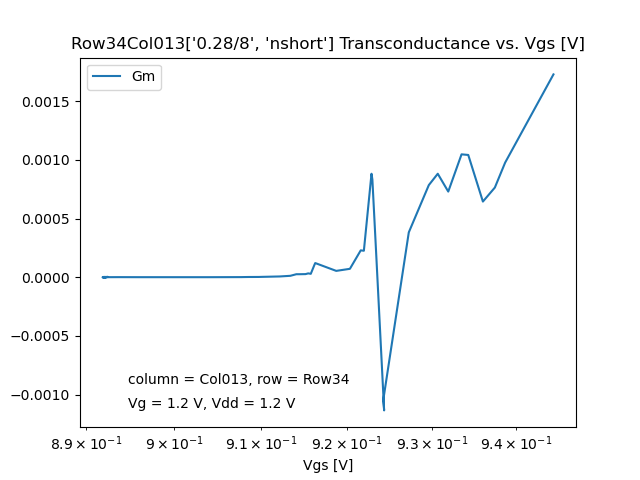 Row34Col013['0.28/8', 'nshort'] Transconductance vs. Vgs [V]
Gm
0.0015
0.0010
0.0005
0.0000
−0.0005
−0.0010
column = Col013, row = Row34
Vg = 1.2 V, Vdd = 1.2 V
8.9 × 10⁻¹ 9 × 10⁻¹ 9.1 × 10⁻¹ 9.2 × 10⁻¹ 9.3 × 10⁻¹ 9.4 × 10⁻¹
Vgs [V]